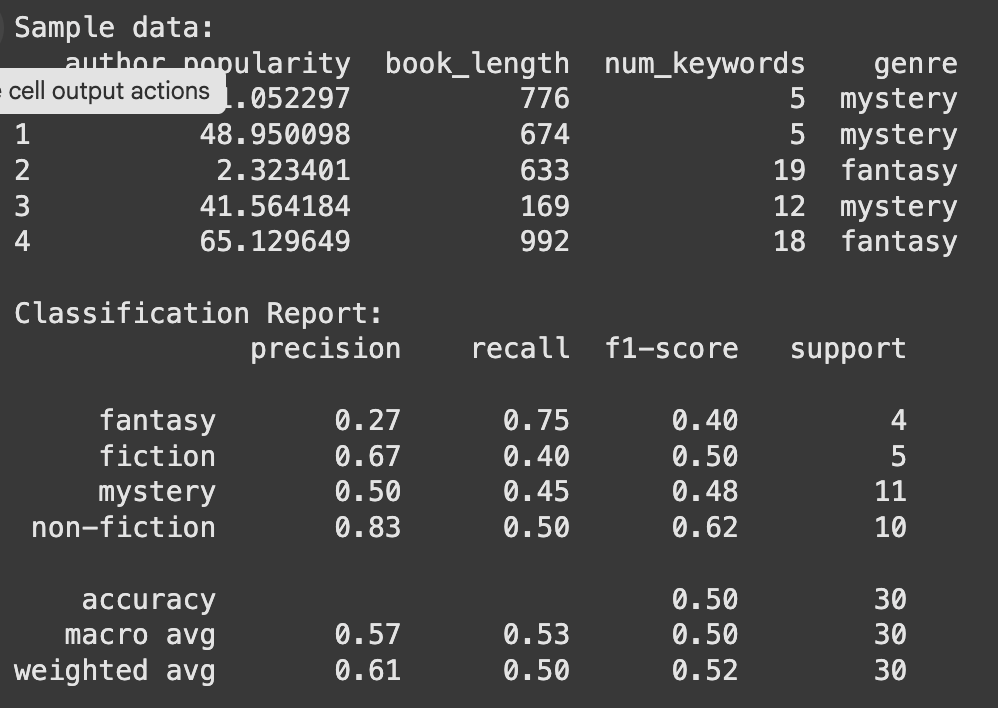 Sample data:
author_popularity book_length num_keywords genre
cell output actions 1.052297 776 5 mystery
1 48.950098 674 5 mystery
2 2.323401 633 19 fantasy
3 41.564184 169 12 mystery
4 65.129649 992 18 fantasy
Classification Report:
precision recall f1-score support
fantasy 0.27 0.75 0.40 4
fiction 0.67 0.40 0.50 5
mystery 0.50 0.45 0.48 11
non-fiction 0.83 0.50 0.62 10
accuracy 0.50 30
macro avg 0.57 0.53 0.50 30
weighted avg 0.61 0.50 0.52 30